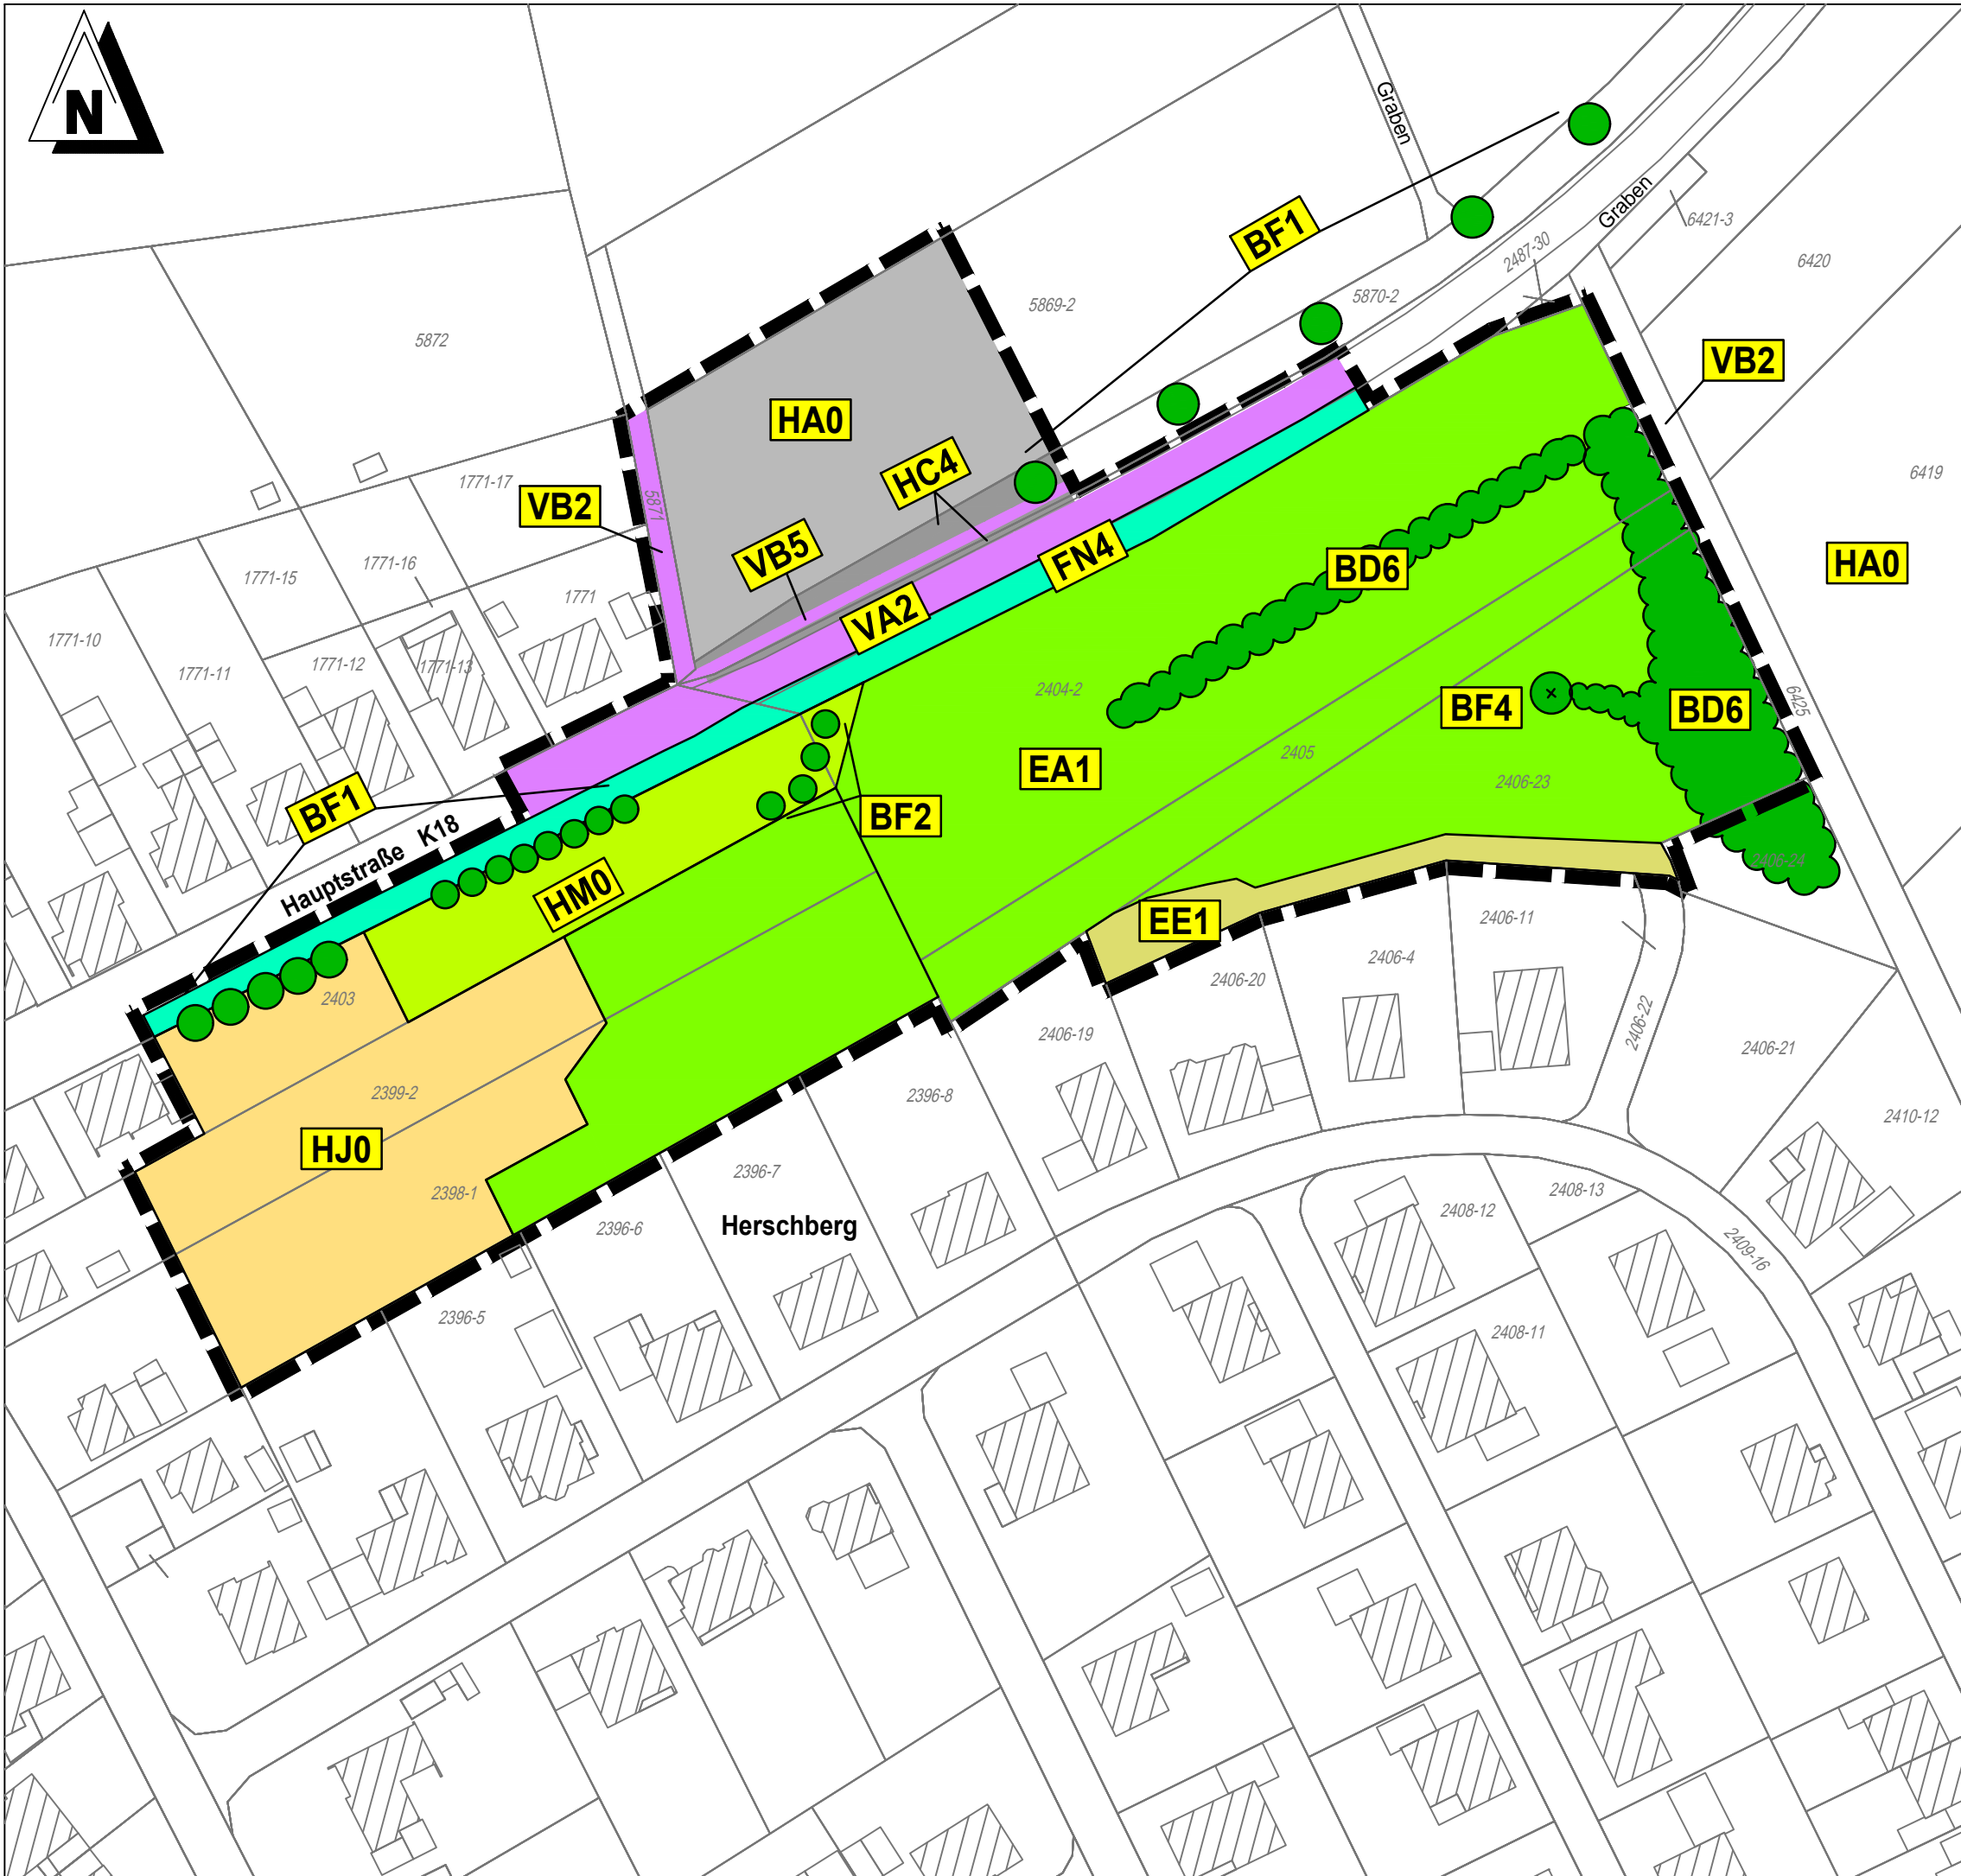 N
Graben
BF1
Graben
6421-3
2487-30
6420
5870-2
5869-2
5872
VB2
HA0
HC4
1771-17
VB2
5871
6419
VB5
FN4
BD6
HA0
1771-16
1771-15
1771
VA2
1771-10
1771-11
1771-12
1771-13
2404-2
BF4
BD6
6425
2405
EA1
2406-23
BF1
BF2
Hauptstraße K18
HM0
2406-24
EE1
2406-11
2406-4
2406-20
2403
2406-19
2406-22
2406-21
2399-2
2396-8
2410-12
HJ0
2398-1
2396-7
2396-6
Herschberg
2408-13
2408-12
2409-16
2396-5
2408-11